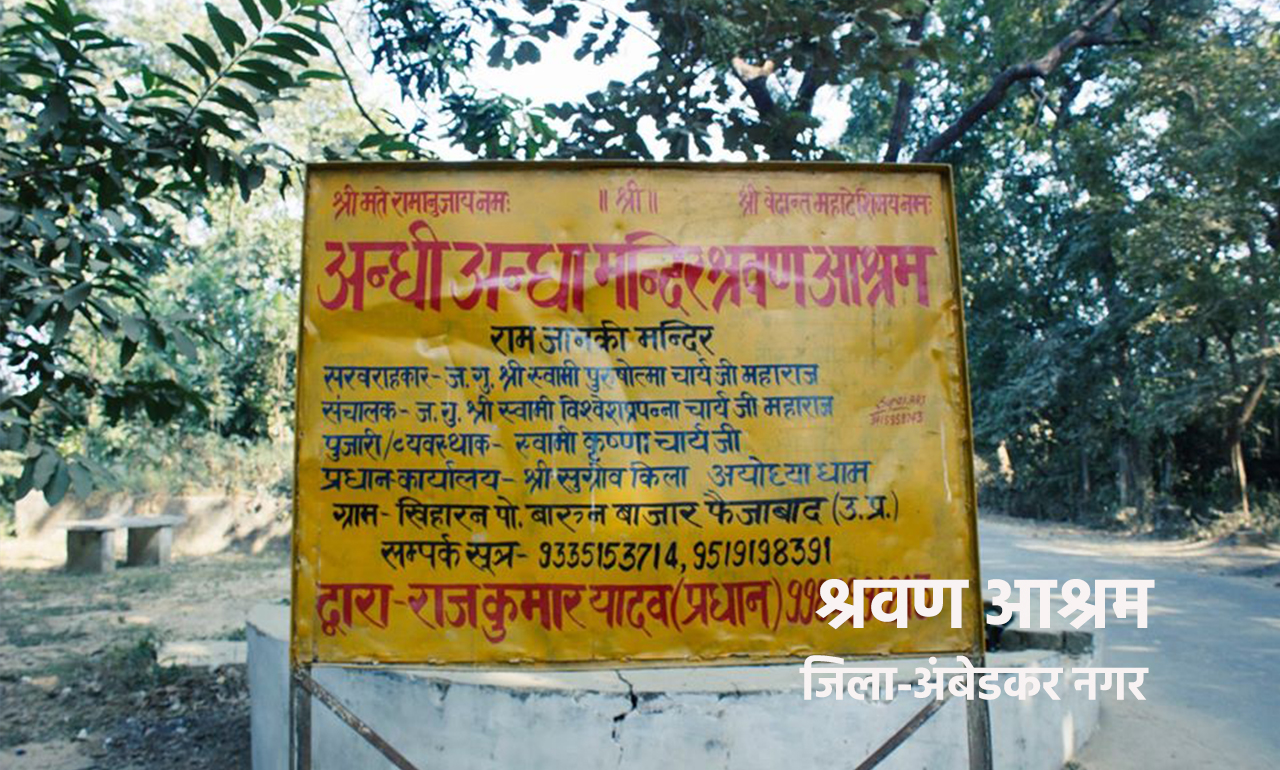 श्री मते रामानुजाय नमः ॥ श्री ॥ श्री वेदान्त महादेशिकाय नमः
अन्धी अन्धा मन्दिर श्रवण आश्रम
राम जानकी मन्दिर
सरवराहकार- ज. गु. श्री स्वामी पुरुषोत्मा चार्य जी महाराज
संचालक- ज. गु. श्री स्वामी विश्वेशप्रपन्ना चार्य जी महाराज
पुजारी/व्यवस्थाक- स्वामी कृष्णा चार्य जी
प्रधान-कार्यालय- श्री सुग्रीव किला अयोध्या धाम
ग्राम- खिहारन पो. बारुन बाजार फैजाबाद (उ. प्र.)
सम्पर्क सूत्र- 9335153714, 9519198391
द्वारा-राजकुमार यादव (प्रधान)
श्रवण आश्रम
जिला-अंबेडकर नगर